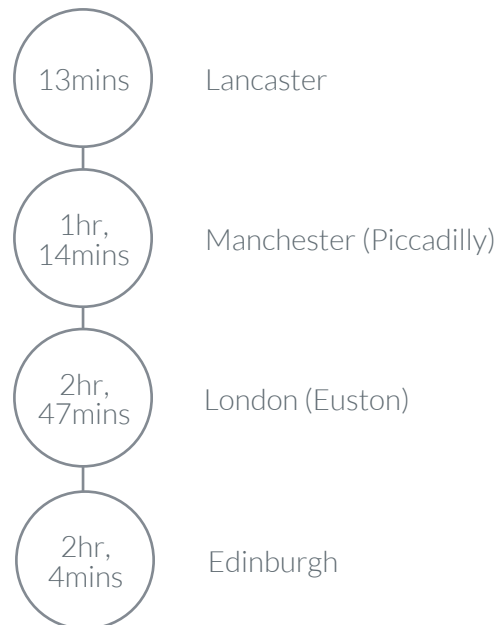 13mins
Lancaster
1hr,
14mins
Manchester (Piccadilly)
2hr,
47mins
London (Euston)
2hr,
4mins
Edinburgh